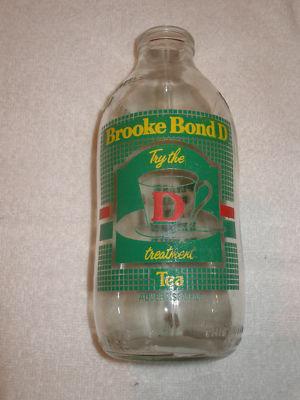 Brooke Bond D
Try the
D
treatment
Tea